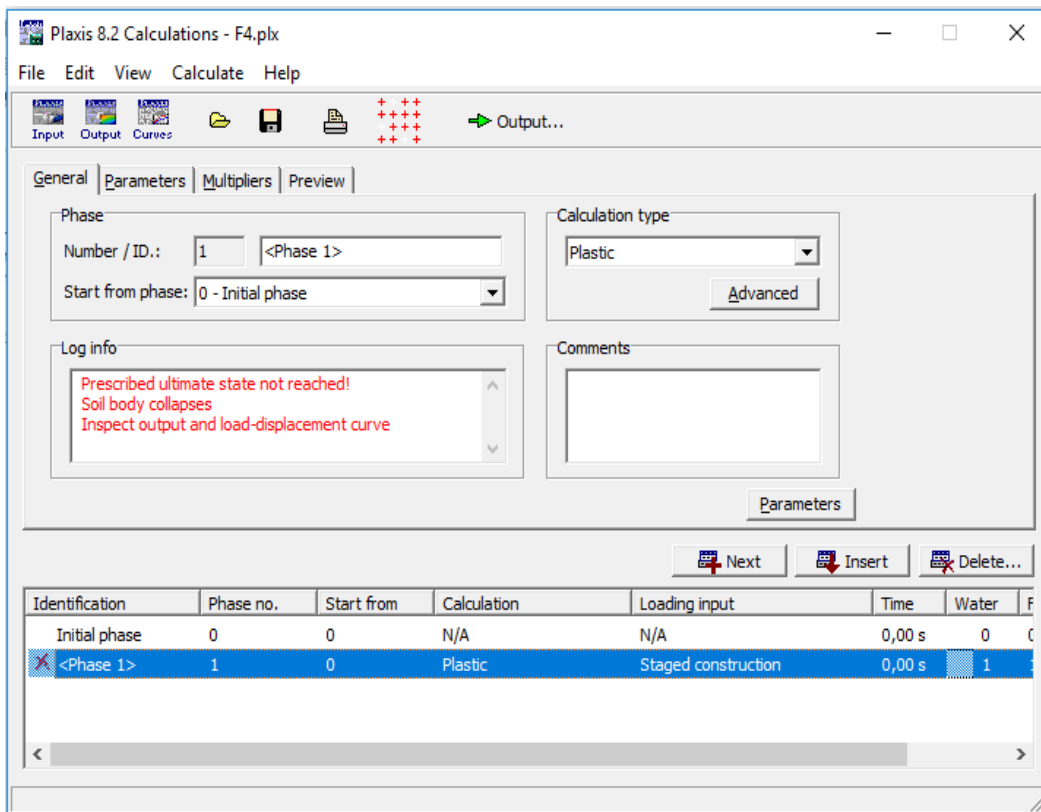 Plaxis 8.2 Calculations - F4.plx
File Edit View Calculate Help
Input Output Curves Output...
General Parameters Multipliers Preview
Phase
Number / ID.: 1 <Phase 1>
Start from phase: 0 - Initial phase
Calculation type
Plastic
Advanced
Log info
Prescribed ultimate state not reached!
Soil body collapses
Inspect output and load-displacement curve
Comments
Parameters
Next Insert Delete...
Identification Phase no. Start from Calculation Loading input Time Water F
Initial phase 0 0 N/A N/A 0,00 s 0
<Phase 1> 1 0 Plastic Staged construction 0,00 s 1